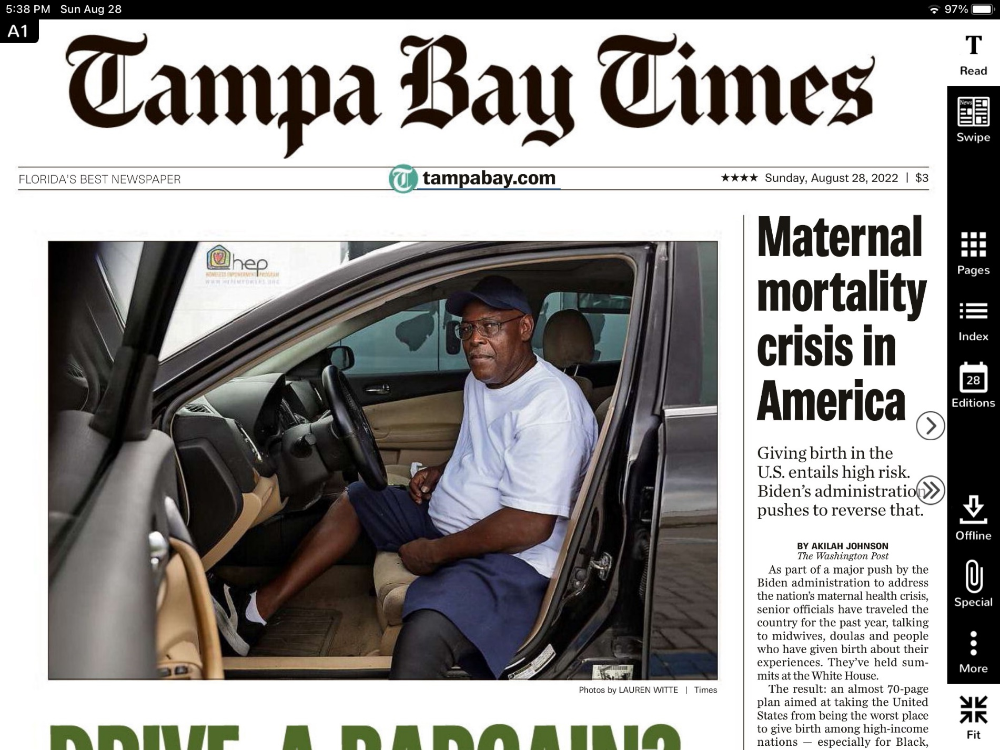 5:38 PM Sun Aug 28
97%
A1
Tampa Bay Times
FLORIDA'S BEST NEWSPAPER
tampabay.com
★★★★ Sunday, August 28, 2022 | $3
hep
HOMELESS EMPOWERMENT PROGRAM
WWW.HEPEMPOWERS.ORG
Photos by LAUREN WITTE | Times
Maternal
mortality
crisis in
America
Giving birth in the
U.S. entails high risk.
Biden’s administration
pushes to reverse that.
BY AKILAH JOHNSON
The Washington Post
As part of a major push by the
Biden administration to address
the nation’s maternal health crisis,
senior officials have traveled the
country for the past year, talking
to midwives, doulas and people
who have given birth about their
experiences. They’ve held sum-
mits at the White House.
The result: an almost 70-page
plan aimed at taking the United
States from being the worst place
to give birth among high-income
nations — especially for Black,
T
Read
News
Swipe
Pages
Index
28
Editions
Offline
Special
More
Fit